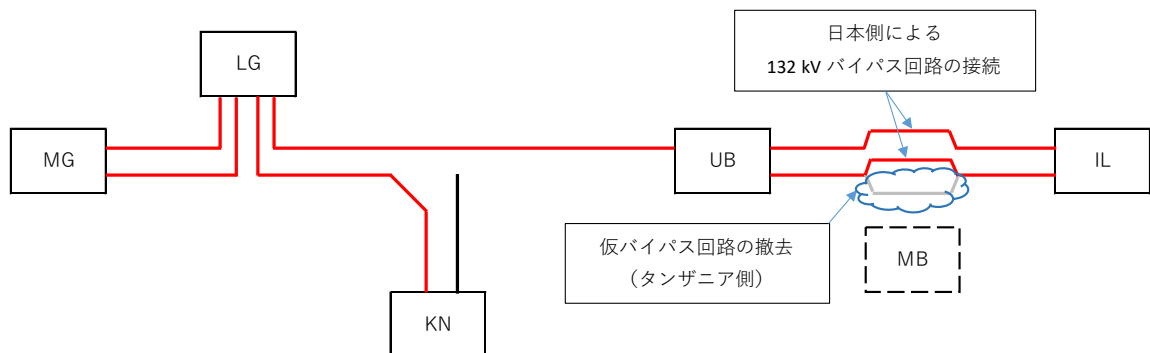 日本側による
132 kV バイパス回路の接続
LG
MG
UB
IL
仮バイパス回路の撤去
（タンザニア側）
MB
KN